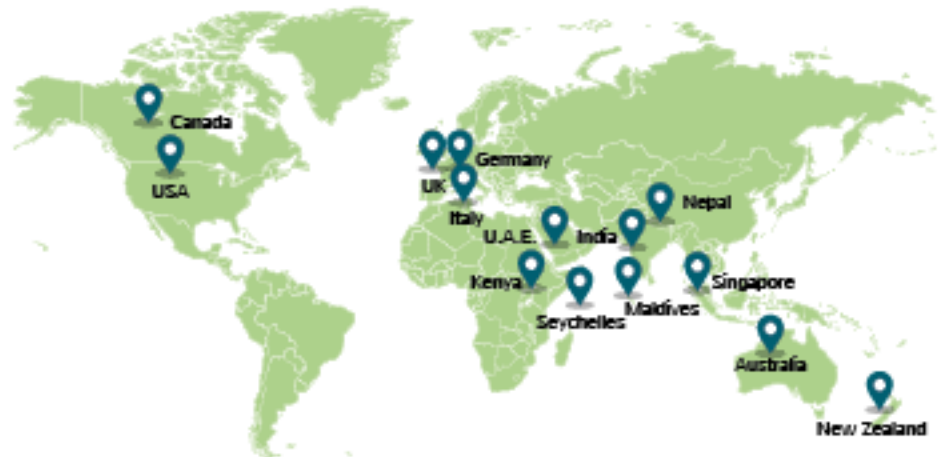 Canada
USA
Germany
UK
Italy
Nepal
U.A.E.
India
Kenya
Singapore
Maldives
Seychelles
Australia
New Zealand